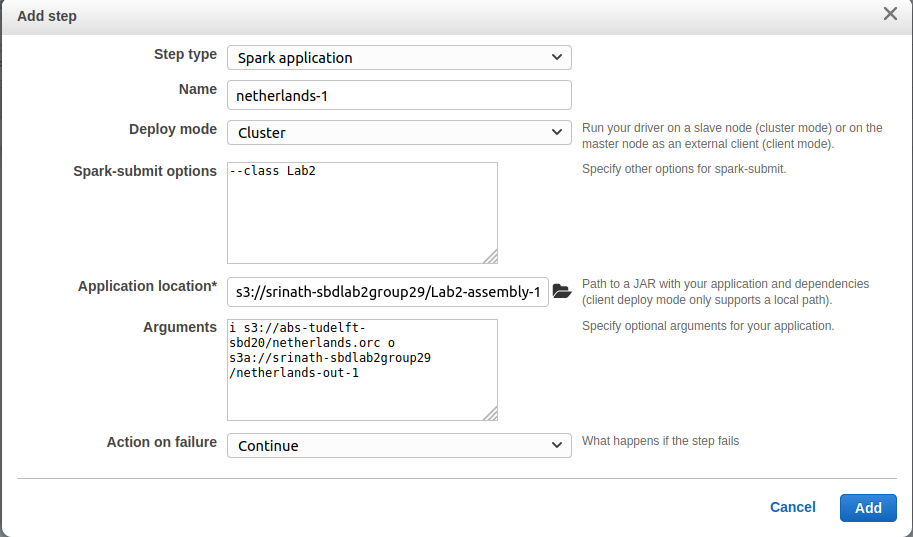 Add step
Step type
Spark application
Name
netherlands-1
Deploy mode
Cluster
Run your driver on a slave node (cluster mode) or on the
master node as an external client (client mode).
Spark-submit options
--class Lab2
Specify other options for spark-submit.
Application location*
s3://srinath-sbdlab2group29/Lab2-assembly-1
Path to a JAR with your application and dependencies
(client deploy mode only supports a local path).
Arguments
i s3://abs-tudelft-
sbd20/netherlands.orc o
s3a://srinath-sbdlab2group29
/netherlands-out-1
Specify optional arguments for your application.
Action on failure
Continue
What happens if the step fails
Cancel
Add